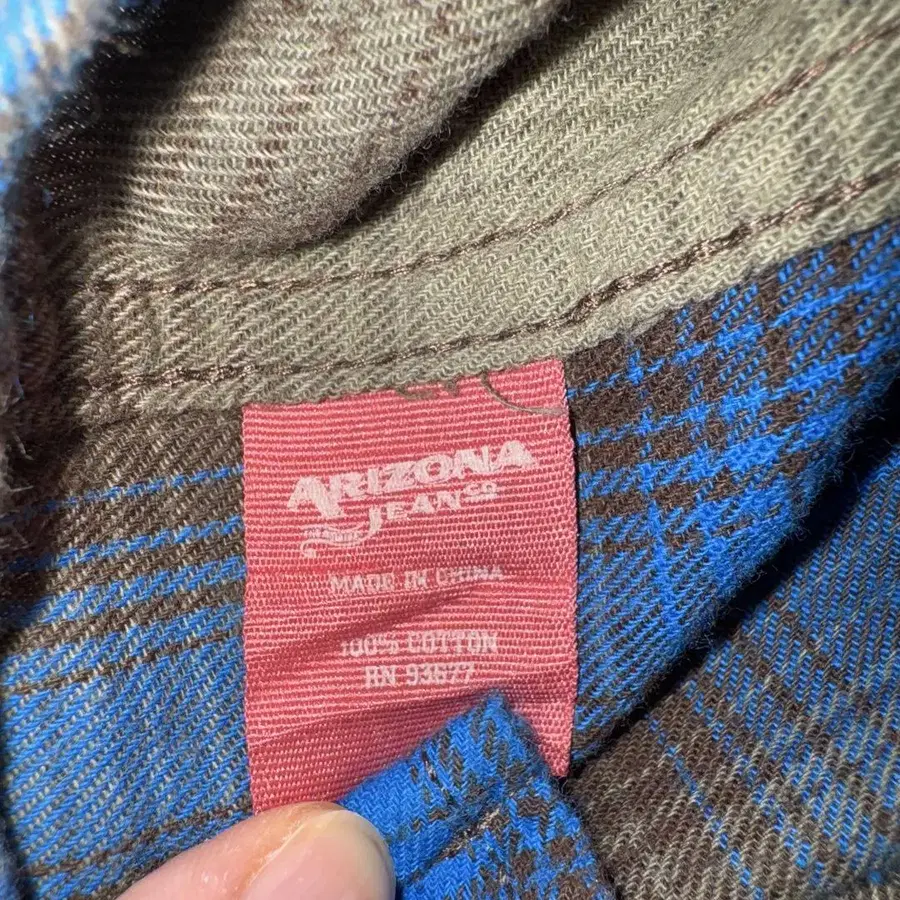 ARIZONA
JEAN CO
MADE IN CHINA
100% COTTON
RN 93677